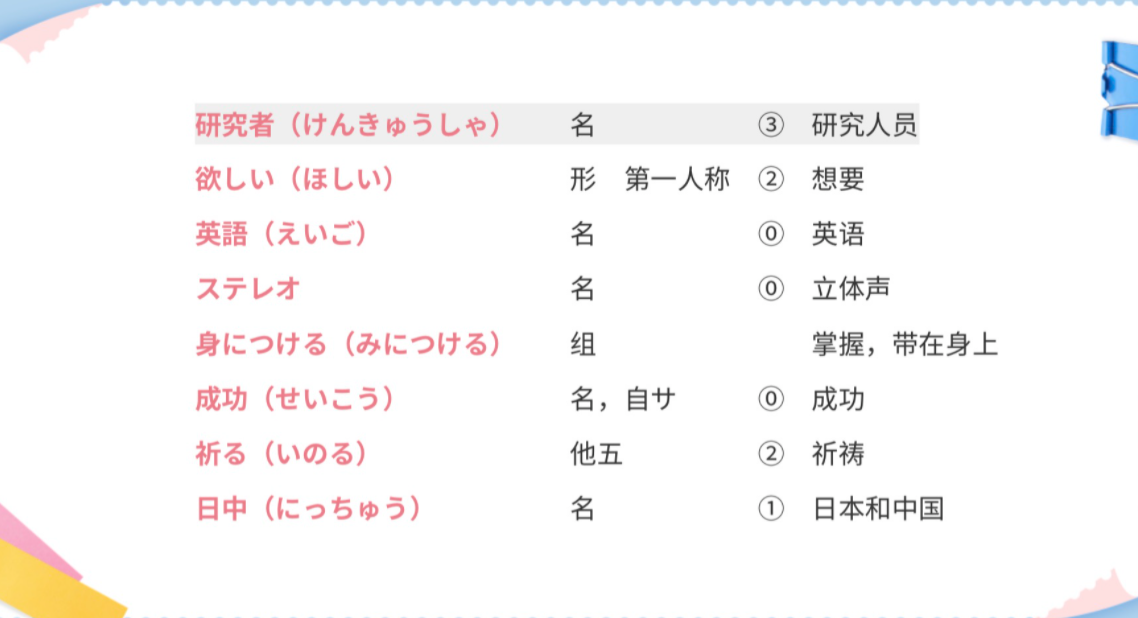 研究者（けんきゅうしゃ） 名 ③ 研究人员
欲しい（ほしい） 形 第一人称 ② 想要
英語（えいご） 名 ⓪ 英语
ステレオ 名 ⓪ 立体声
身につける（みにつける） 组 掌握，带在身上
成功（せいこう） 名，自サ ⓪ 成功
祈る（いのる） 他五 ② 祈祷
日中（にっちゅう） 名 ① 日本和中国